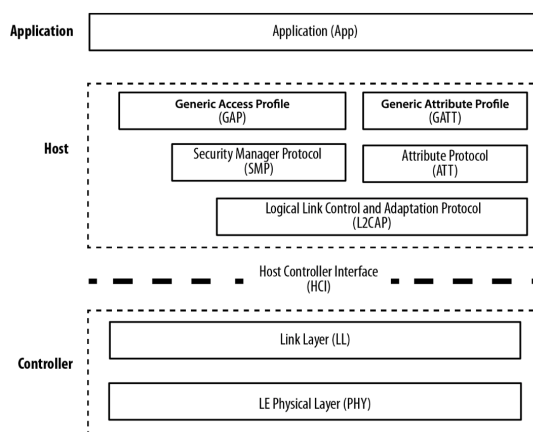 Application
Application (App)
Generic Access Profile
(GAP)
Generic Attribute Profile
(GATT)
Host
Security Manager Protocol
(SMP)
Attribute Protocol
(ATT)
Logical Link Control and Adaptation Protocol
(L2CAP)
Host Controller Interface
(HCI)
Link Layer (LL)
Controller
LE Physical Layer (PHY)